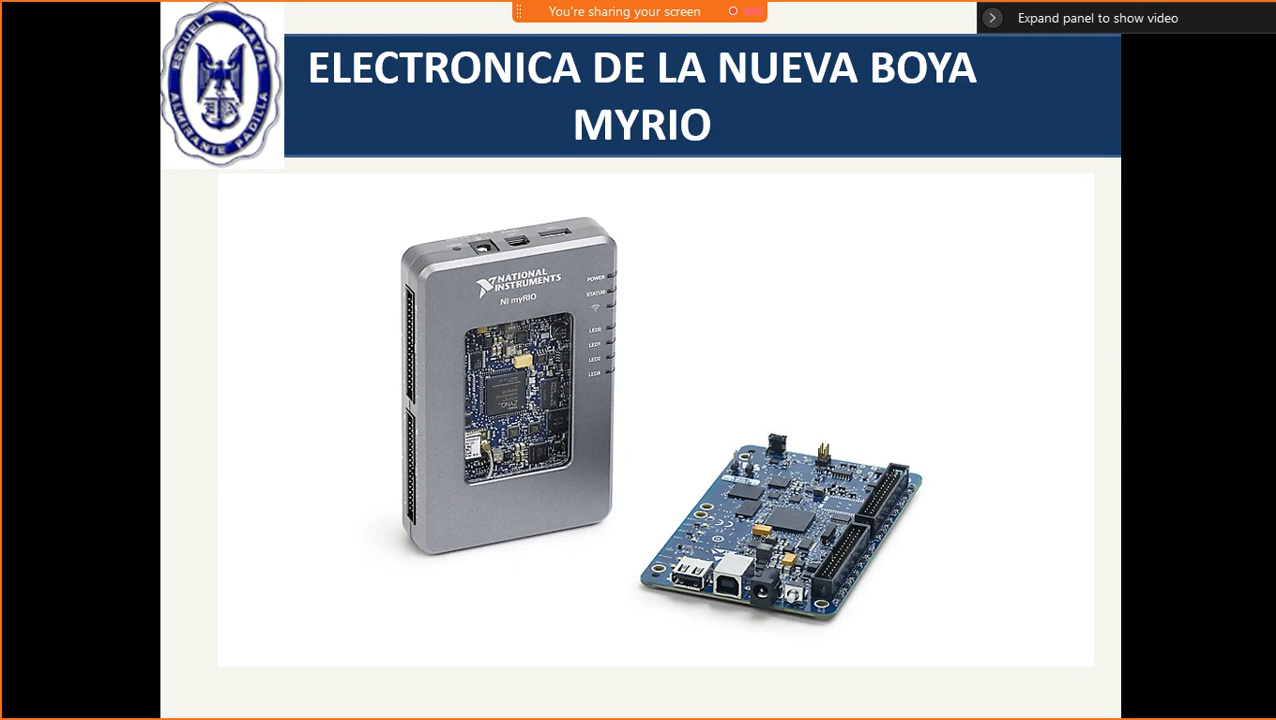 You're sharing your screen
Expand panel to show video
ESCUELA NAVAL
ALMIRANTE PADILLA
ELECTRONICA DE LA NUEVA BOYA
MYRIO
NATIONAL
INSTRUMENTS
NI myRIO
POWER
STATUS
LED0
LED1
LED2
LED3
ZYNQ